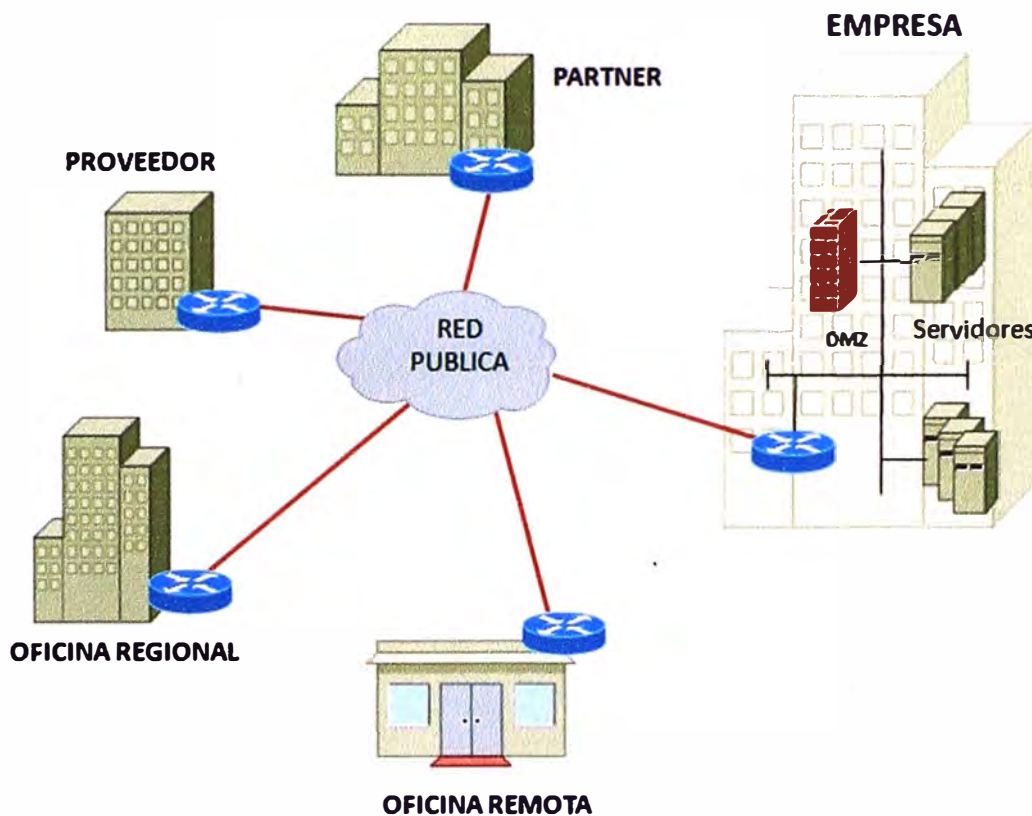 EMPRESA
PARTNER
PROVEEDOR
RED
PUBLICA
DMZ
Servidores
OFICINA REGIONAL
OFICINA REMOTA